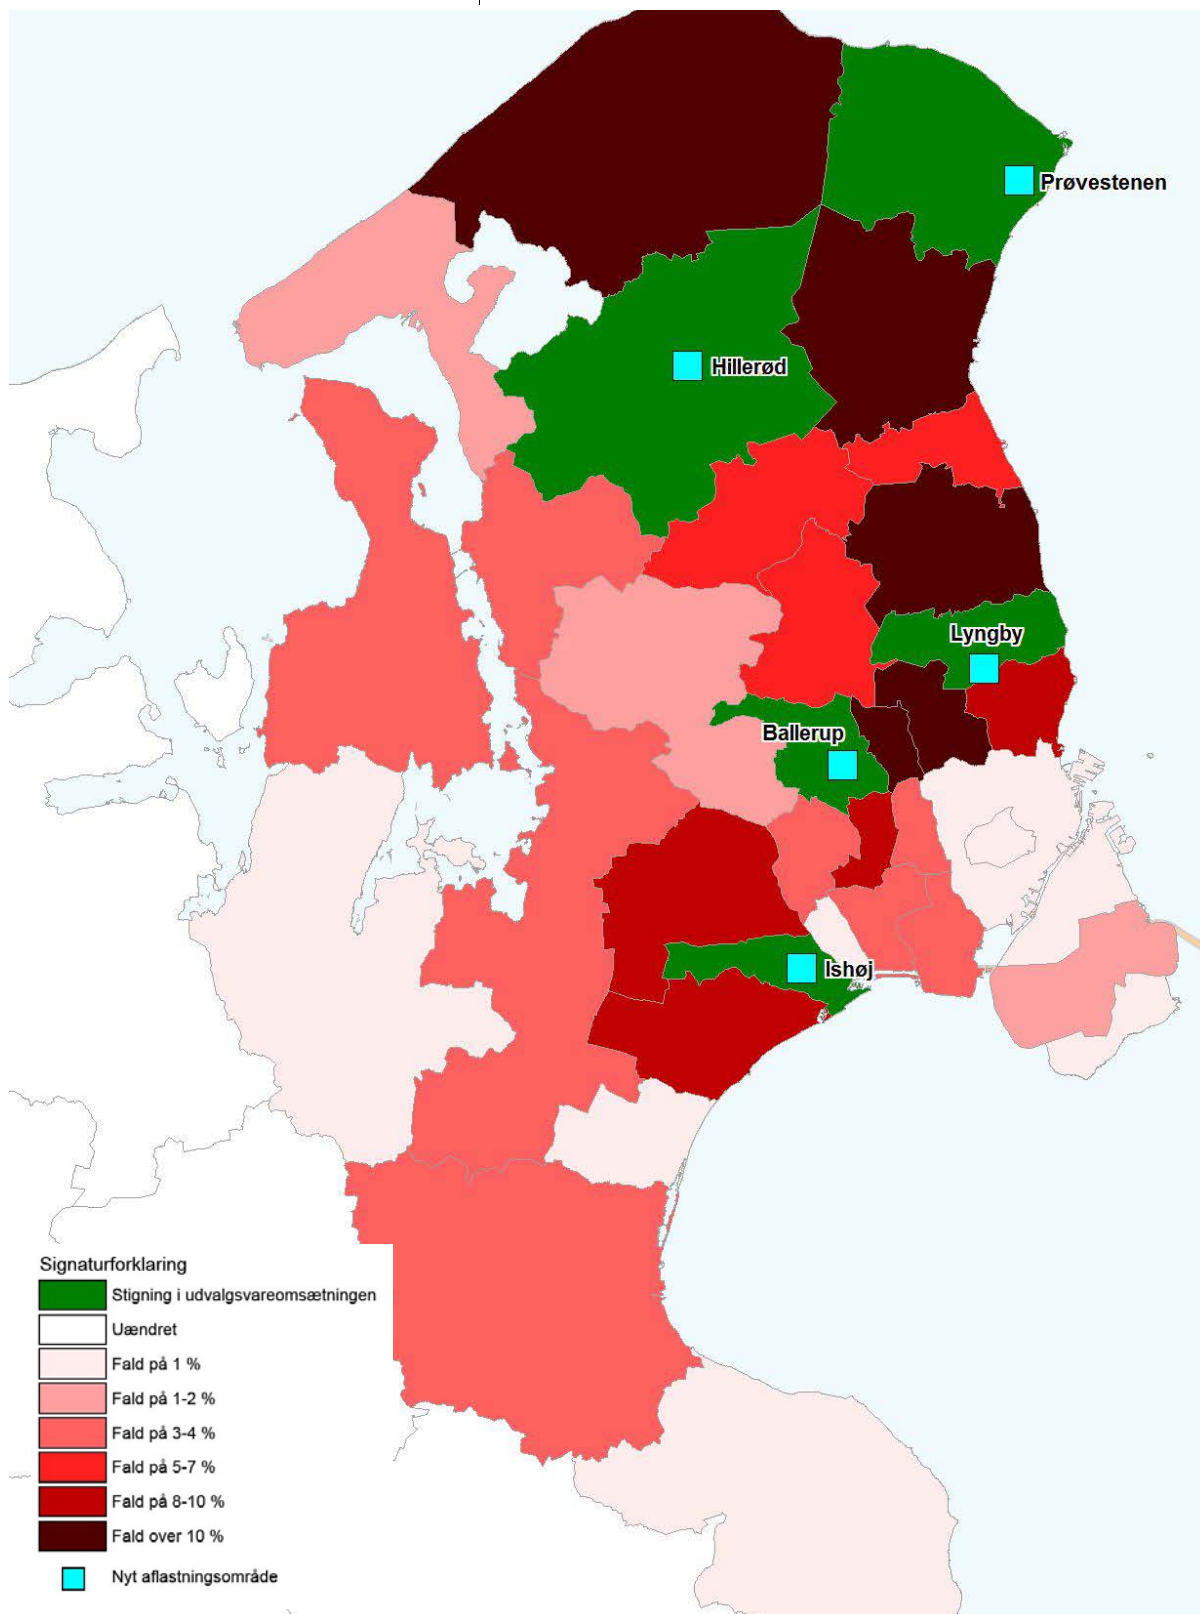 Prøvestenen
Hillerød
Lyngby
Ballerup
Ishøj
Signaturforklaring
Stigning i udvalgsvareomsætningen
Uændret
Fald på 1 %
Fald på 1-2 %
Fald på 3-4 %
Fald på 5-7 %
Fald på 8-10 %
Fald over 10 %
Nyt aflastningsområde